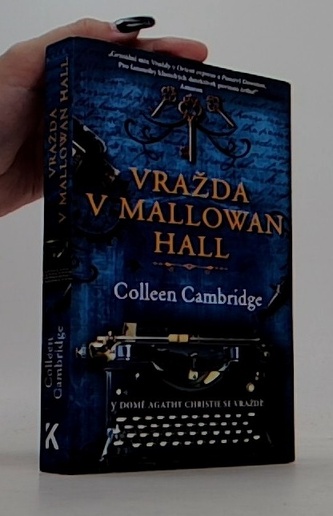 „Geniální mix Vraždy v Orient expresu a Panství Downton.
Pro fanoušky klasických detektivek povinná četba!“
Amazon
VRAŽDA
V MALLOWAN
HALL
Colleen Cambridge
V DOMĚ AGATHY CHRISTIE SE VRAŽDÍ!
VRAŽDA
V MALLOWAN HALL
Colleen
Cambridge
K